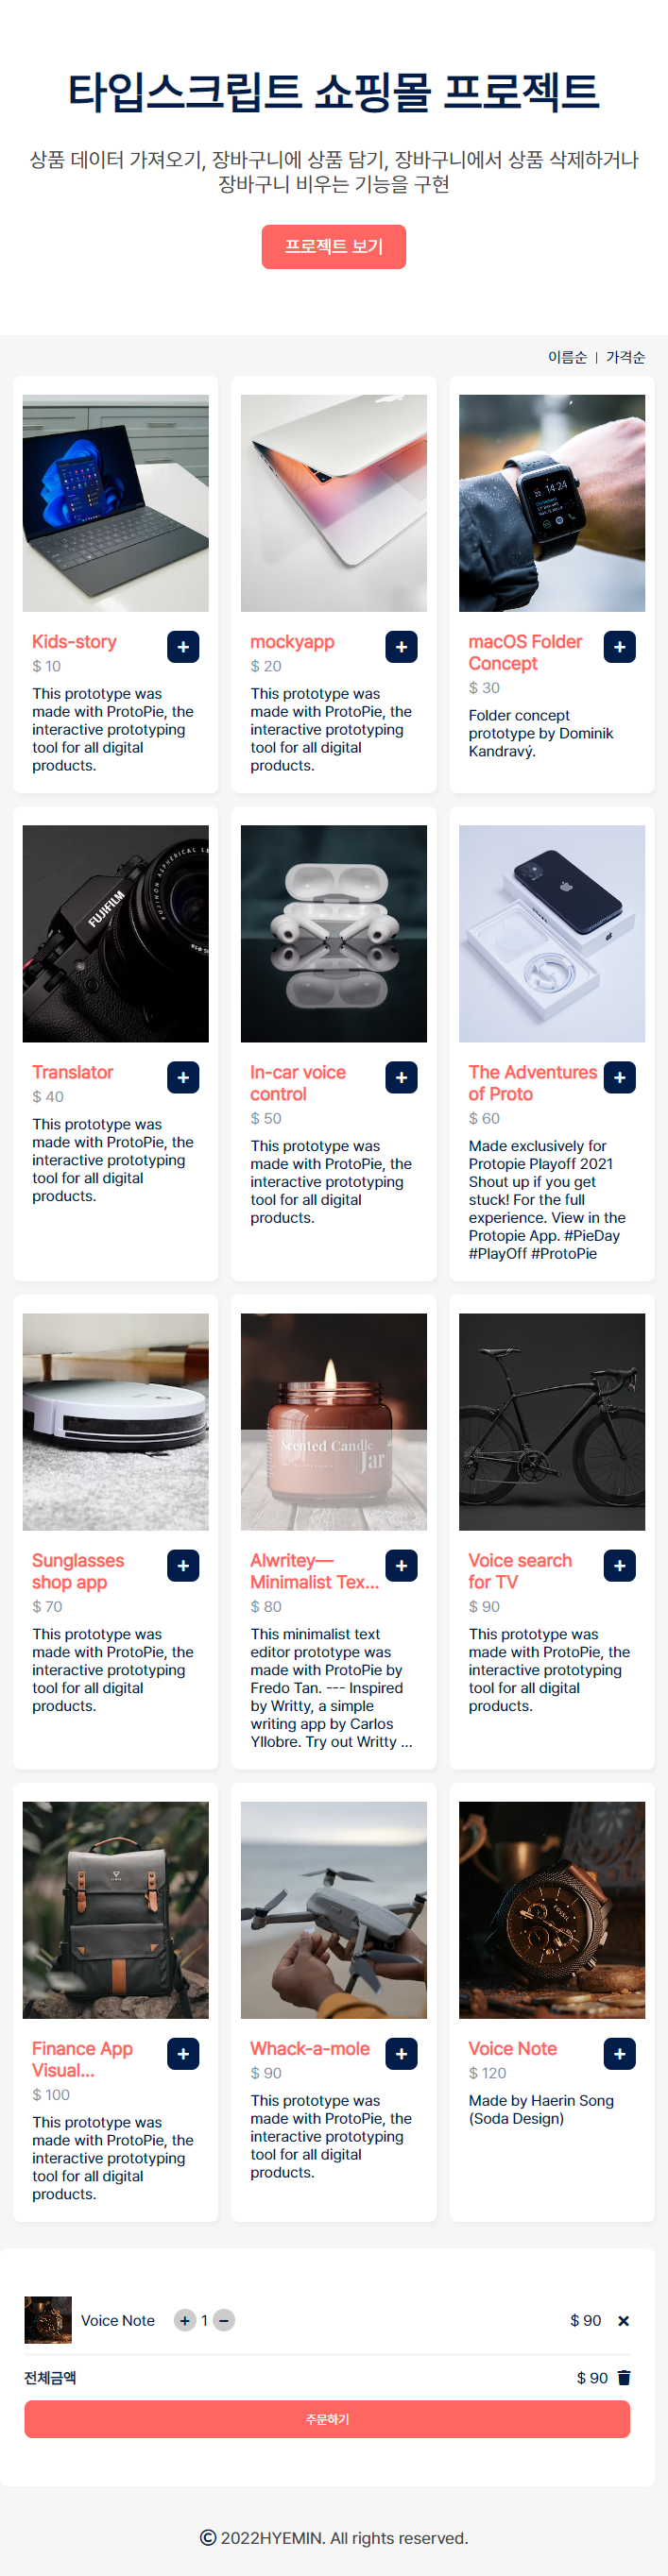 타입스크립트 쇼핑몰 프로젝트
상품 데이터 가져오기, 장바구니에 상품 담기, 장바구니에서 상품 삭제하거나
장바구니 비우는 기능을 구현
프로젝트 보기
이름순 | 가격순
Kids-story
$ 10
This prototype was
made with ProtoPie, the
interactive prototyping
tool for all digital
products.
mockyapp
$ 20
This prototype was
made with ProtoPie, the
interactive prototyping
tool for all digital
products.
14:24
macOS Folder
Concept
$ 30
Folder concept
prototype by Dominik
Kandravý.
FUJIFILM
Translator
$ 40
This prototype was
made with ProtoPie, the
interactive prototyping
tool for all digital
products.
In-car voice
control
$ 50
This prototype was
made with ProtoPie, the
interactive prototyping
tool for all digital
products.
The Adventures
of Proto
$ 60
Made exclusively for
Protopie Playoff 2021
Shout up if you get
stuck! For the full
experience. View in the
Protopie App. #PieDay
#PlayOff #ProtoPie
Sunglasses
shop app
$ 70
This prototype was
made with ProtoPie, the
interactive prototyping
tool for all digital
products.
Scented Candle
Jar
Alwritey—
Minimalist Tex...
$ 80
This minimalist text
editor prototype was
made with ProtoPie by
Fredo Tan. --- Inspired
by Writty, a simple
writing app by Carlos
Yllobre. Try out Writty ...
Voice search
for TV
$ 90
This prototype was
made with ProtoPie, the
interactive prototyping
tool for all digital
products.
Finance App
Visual...
$ 100
This prototype was
made with ProtoPie, the
interactive prototyping
tool for all digital
products.
Whack-a-mole
$ 90
This prototype was
made with ProtoPie, the
interactive prototyping
tool for all digital
products.
FOSSIL
Voice Note
$ 120
Made by Haerin Song
(Soda Design)
Voice Note + 1 − $ 90 ×
전체금액 $ 90
주문하기
© 2022HYEMIN. All rights reserved.